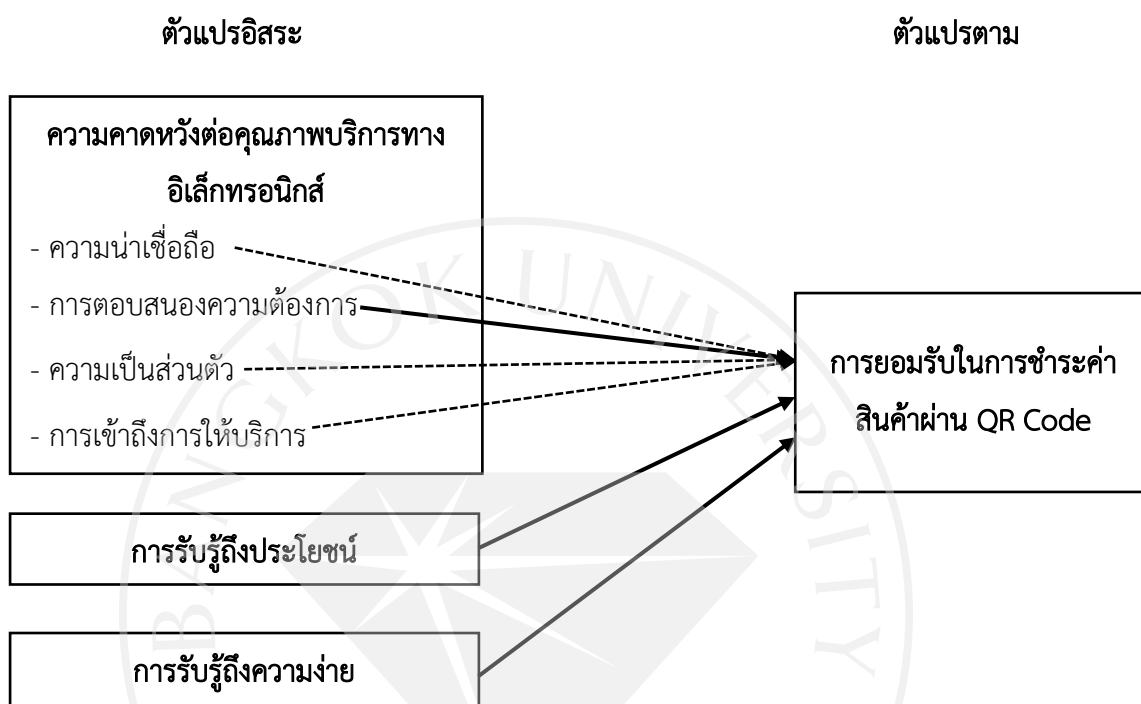 ตัวแปรอิสระ
ตัวแปรตาม
ความคาดหวังต่อคุณภาพบริการทาง
อิเล็กทรอนิกส์
- ความน่าเชื่อถือ
- การตอบสนองความต้องการ
- ความเป็นส่วนตัว
- การเข้าถึงการให้บริการ
การยอมรับในการชำระค่า
สินค้าผ่าน QR Code
การรับรู้ถึงประโยชน์
การรับรู้ถึงความง่าย
BANGKOK UNIVERSITY